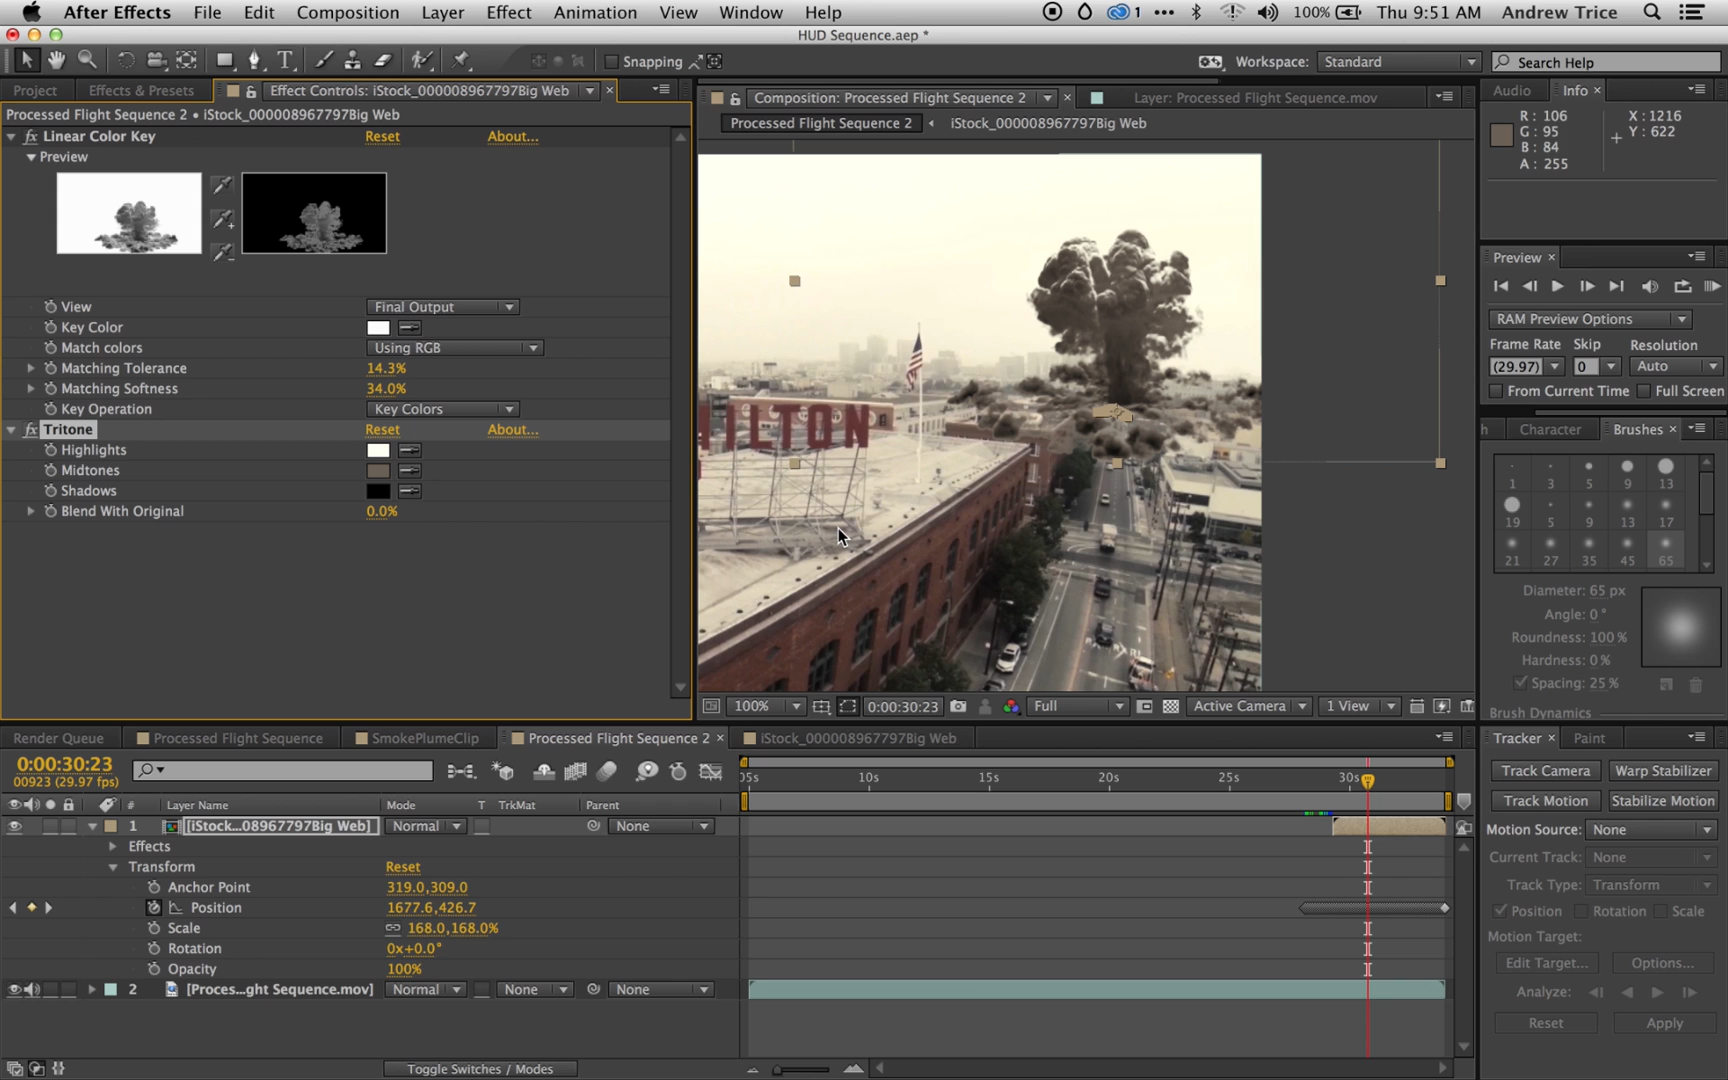 After Effects File Edit Composition Layer Effect Animation View Window Help 1 100% Thu 9:51 AM Andrew Trice
HUD Sequence.aep *
Snapping Workspace: Standard Search Help
Project Effects & Presets Effect Controls: iStock_000008967797Big Web ×
Processed Flight Sequence 2 • iStock_000008967797Big Web
fx Linear Color Key Reset About...
Preview
View Final Output
Key Color
Match colors Using RGB
Matching Tolerance 14.3%
Matching Softness 34.0%
Key Operation Key Colors
fx Tritone Reset About...
Highlights
Midtones
Shadows
Blend With Original 0.0%
Composition: Processed Flight Sequence 2 × Layer: Processed Flight Sequence.mov
Processed Flight Sequence 2 iStock_000008967797Big Web
ILTON
100% 0:00:30:23 Full Active Camera 1 View
Audio Info ×
R: 106 X: 1216
G: 95 Y: 622
B: 84
A: 255
Preview ×
RAM Preview Options
Frame Rate Skip Resolution
(29.97) 0 Auto
From Current Time Full Screen
h Character Brushes ×
1 3 5 9 13
19 5 9 13 17
21 27 35 45 65
Diameter: 65 px
Angle: 0 °
Roundness: 100 %
Hardness: 0 %
Spacing: 25 %
Brush Dynamics
Render Queue Processed Flight Sequence SmokePlumeClip Processed Flight Sequence 2 × iStock_000008967797Big Web
0:00:30:23
00923 (29.97 fps)
05s 10s 15s 20s 25s 30s
# Layer Name Mode T TrkMat Parent
1 [iStock...08967797Big Web] Normal None
Effects
Transform Reset
Anchor Point 319.0,309.0
Position 1677.6,426.7
Scale 168.0,168.0%
Rotation 0x+0.0°
Opacity 100%
2 [Proces...ght Sequence.mov] Normal None None
Toggle Switches / Modes
Tracker × Paint
Track Camera Warp Stabilizer
Track Motion Stabilize Motion
Motion Source: None
Current Track: None
Track Type: Transform
Position Rotation Scale
Motion Target:
Edit Target... Options...
Analyze:
Reset Apply